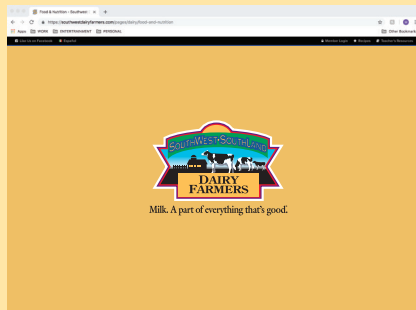 Food & Nutrition - Southwest
https://southwestdairyfarmers.com/pages/dairy/food-and-nutrition
Apps WORK ENTERTAINMENT PERSONAL Other Bookmarks
Like Us on Facebook Español Member Login Recipes Teacher's Resources
SOUTHWEST•SOUTHLAND
DAIRY
FARMERS
Milk. A part of everything that's good.